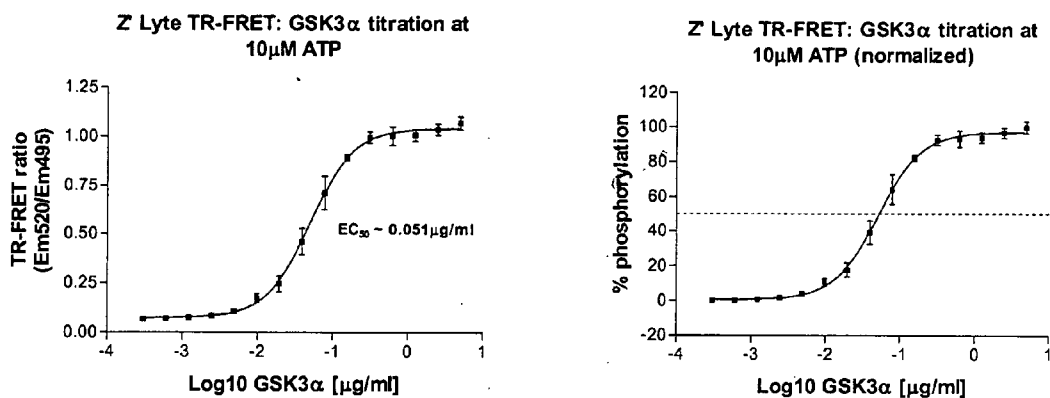 Z' Lyte TR-FRET: GSK3α titration at
10μM ATP
1.25
1.00
0.75
0.50
0.25
0.00
TR-FRET ratio
(Em520/Em495)
EC50 ~ 0.051μg/ml
-4
-3
-2
-1
0
1
Log10 GSK3α [μg/ml]
Z' Lyte TR-FRET: GSK3α titration at
10μM ATP (normalized)
120
100
80
60
40
20
0
-20
% phosphorylation
-4
-3
-2
-1
0
1
Log10 GSK3α [μg/ml]